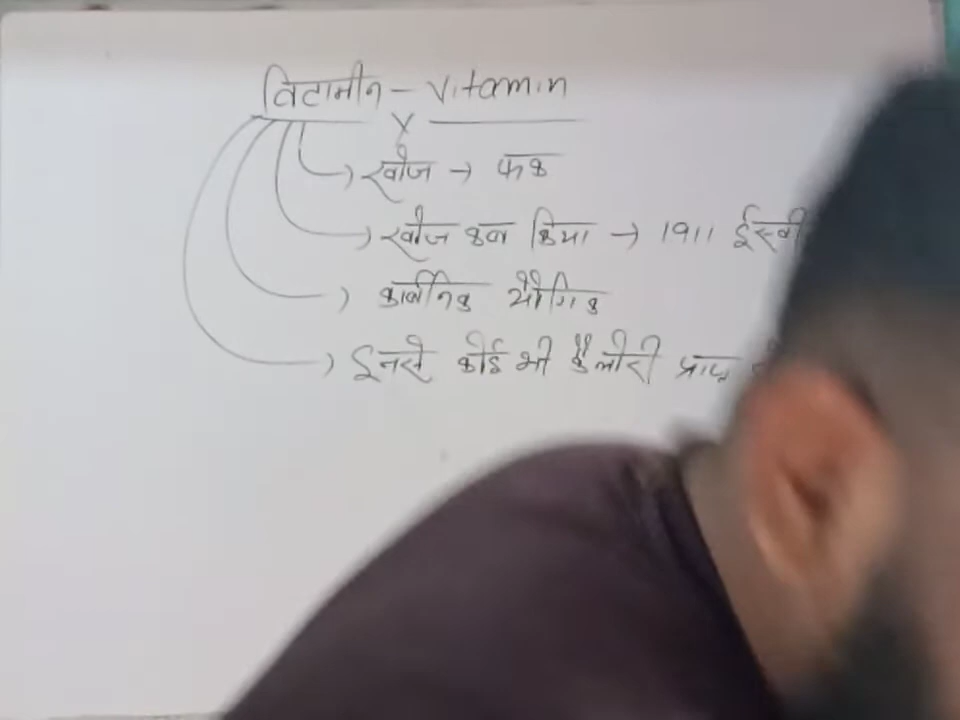 विटामीन - Vitamin
खोज → फंक
खोज कब किया → 1911 ईस्वी
कार्बनिक यौगिक
इनसे कोई भी कैलोरी प्राप्त